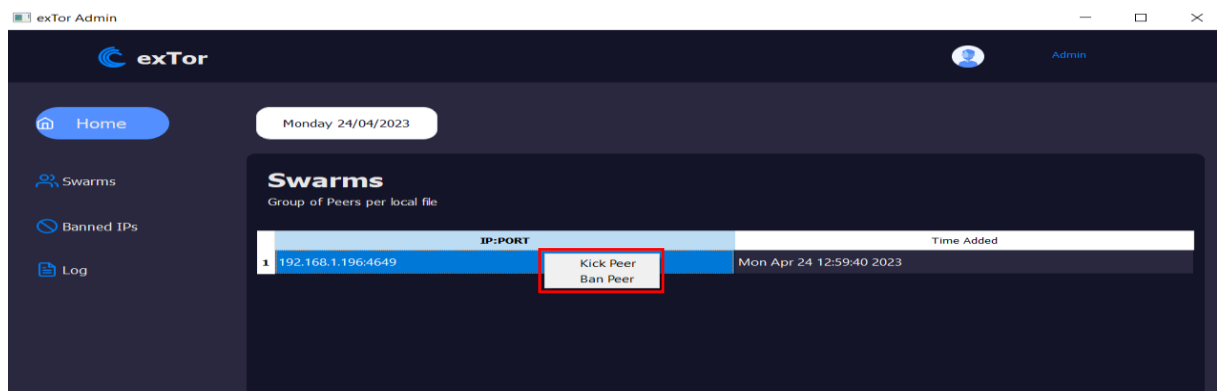 exTor Admin
exTor
Admin
Home
Monday 24/04/2023
Swarms
Swarms
Group of Peers per local file
Banned IPs
IP:PORT
Time Added
1 192.168.1.196:4649
Mon Apr 24 12:59:40 2023
Kick Peer
Ban Peer
Log